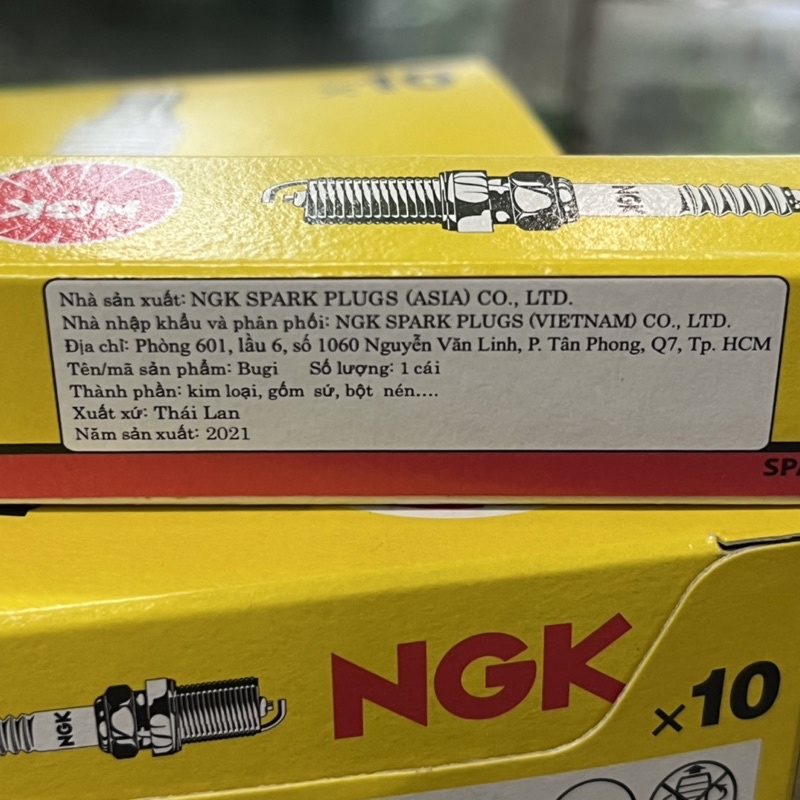 ×10
NGK
NGK
Nhà sản xuất: NGK SPARK PLUGS (ASIA) CO., LTD.
Nhà nhập khẩu và phân phối: NGK SPARK PLUGS (VIETNAM) CO., LTD.
Địa chỉ: Phòng 601, lầu 6, số 1060 Nguyễn Văn Linh, P. Tân Phong, Q7, Tp. HCM
Tên/mã sản phẩm: Bugi Số lượng: 1 cái
Thành phần: kim loại, gốm sứ, bột nén....
Xuất xứ: Thái Lan
Năm sản xuất: 2021
NGK
×10
NGK